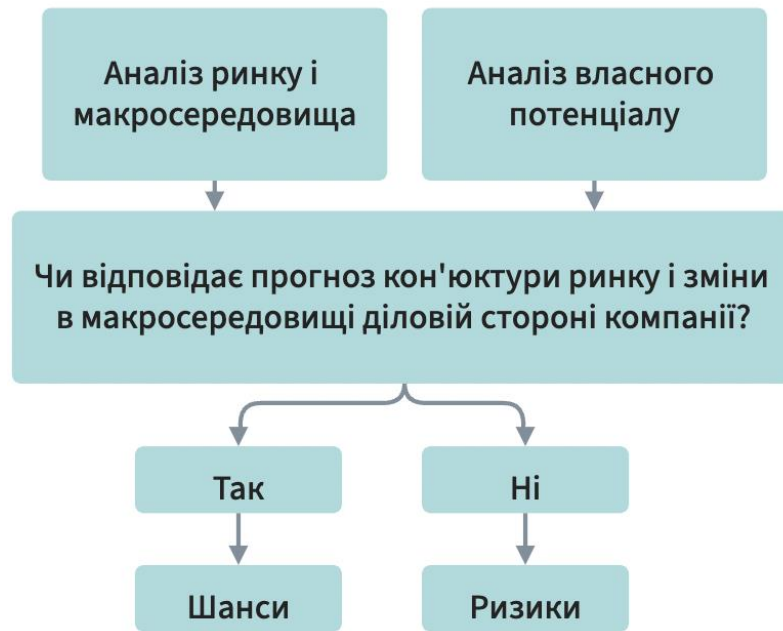 Аналіз ринку і
макросередовища
Аналіз власного
потенціалу
Чи відповідає прогноз кон'юктури ринку і зміни
в макросередовищі діловій стороні компанії?
Так
Ні
Шанси
Ризики